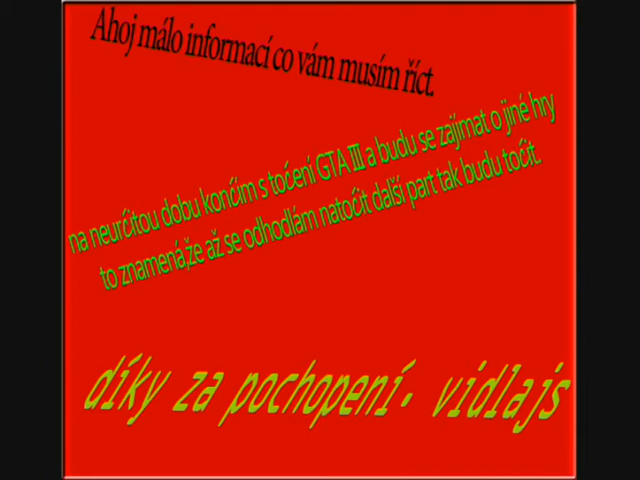 Ahoj málo informací co vám musím říct.
na neurčitou dobu končim s točení GTA III a budu se zajímat o jiné hry
to znamená,že až se odhodlám natočit další part tak budu točit.
díky za pochopení. vidlajs